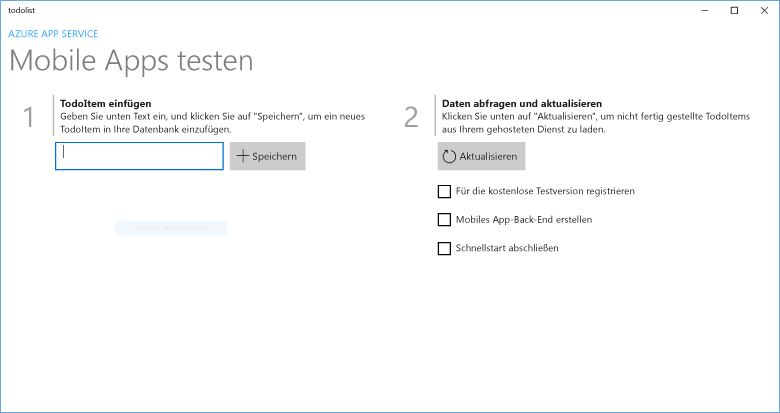 todolist
AZURE APP SERVICE
Mobile Apps testen
1
TodoItem einfügen
Geben Sie unten Text ein, und klicken Sie auf "Speichern", um ein neues
TodoItem in Ihre Datenbank einzufügen.
Speichern
2
Daten abfragen und aktualisieren
Klicken Sie unten auf "Aktualisieren", um nicht fertig gestellte TodoItems
aus Ihrem gehosteten Dienst zu laden.
Aktualisieren
Für die kostenlose Testversion registrieren
Mobiles App-Back-End erstellen
Schnellstart abschließen